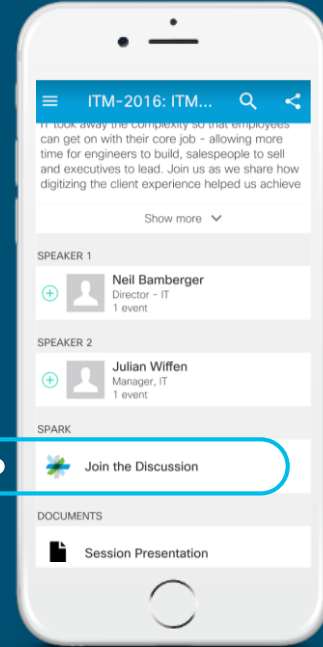 ITM-2016: ITM...
IT took away the complexity so that employees
can get on with their core job - allowing more
time for engineers to build, salespeople to sell
and executives to lead. Join us as we share how
digitizing the client experience helped us achieve
Show more
SPEAKER 1
Neil Bamberger
Director - IT
1 event
SPEAKER 2
Julian Wiffen
Manager, IT
1 event
SPARK
Join the Discussion
DOCUMENTS
Session Presentation